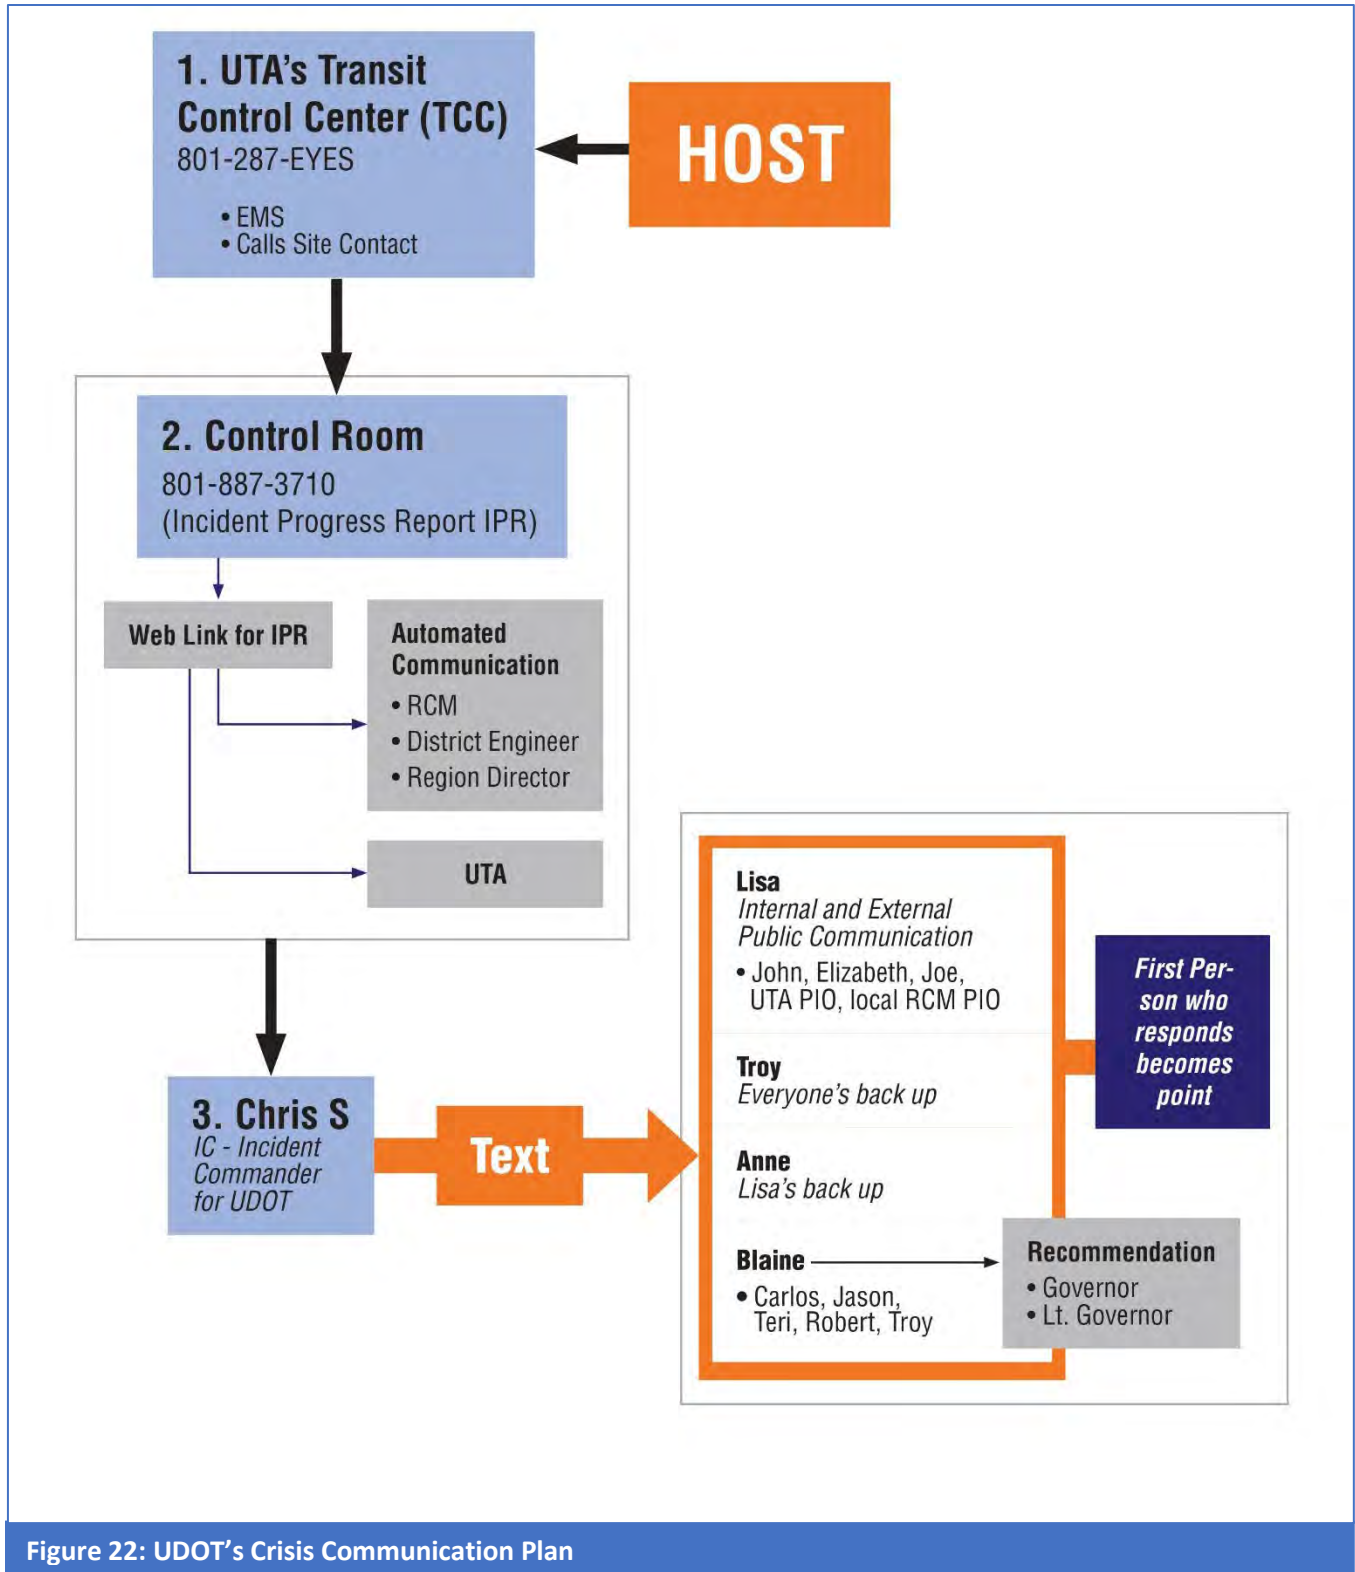 1. UTA's Transit
Control Center (TCC)
801-287-EYES
• EMS
• Calls Site Contact
HOST
2. Control Room
801-887-3710
(Incident Progress Report IPR)
Web Link for IPR
Automated
Communication
• RCM
• District Engineer
• Region Director
UTA
3. Chris S
IC - Incident
Commander
for UDOT
Text
Lisa
Internal and External
Public Communication
• John, Elizabeth, Joe,
UTA PIO, local RCM PIO
Troy
Everyone's back up
Anne
Lisa's back up
Blaine
• Carlos, Jason,
Teri, Robert, Troy
First Per-
son who
responds
becomes
point
Recommendation
• Governor
• Lt. Governor
Figure 22: UDOT's Crisis Communication Plan